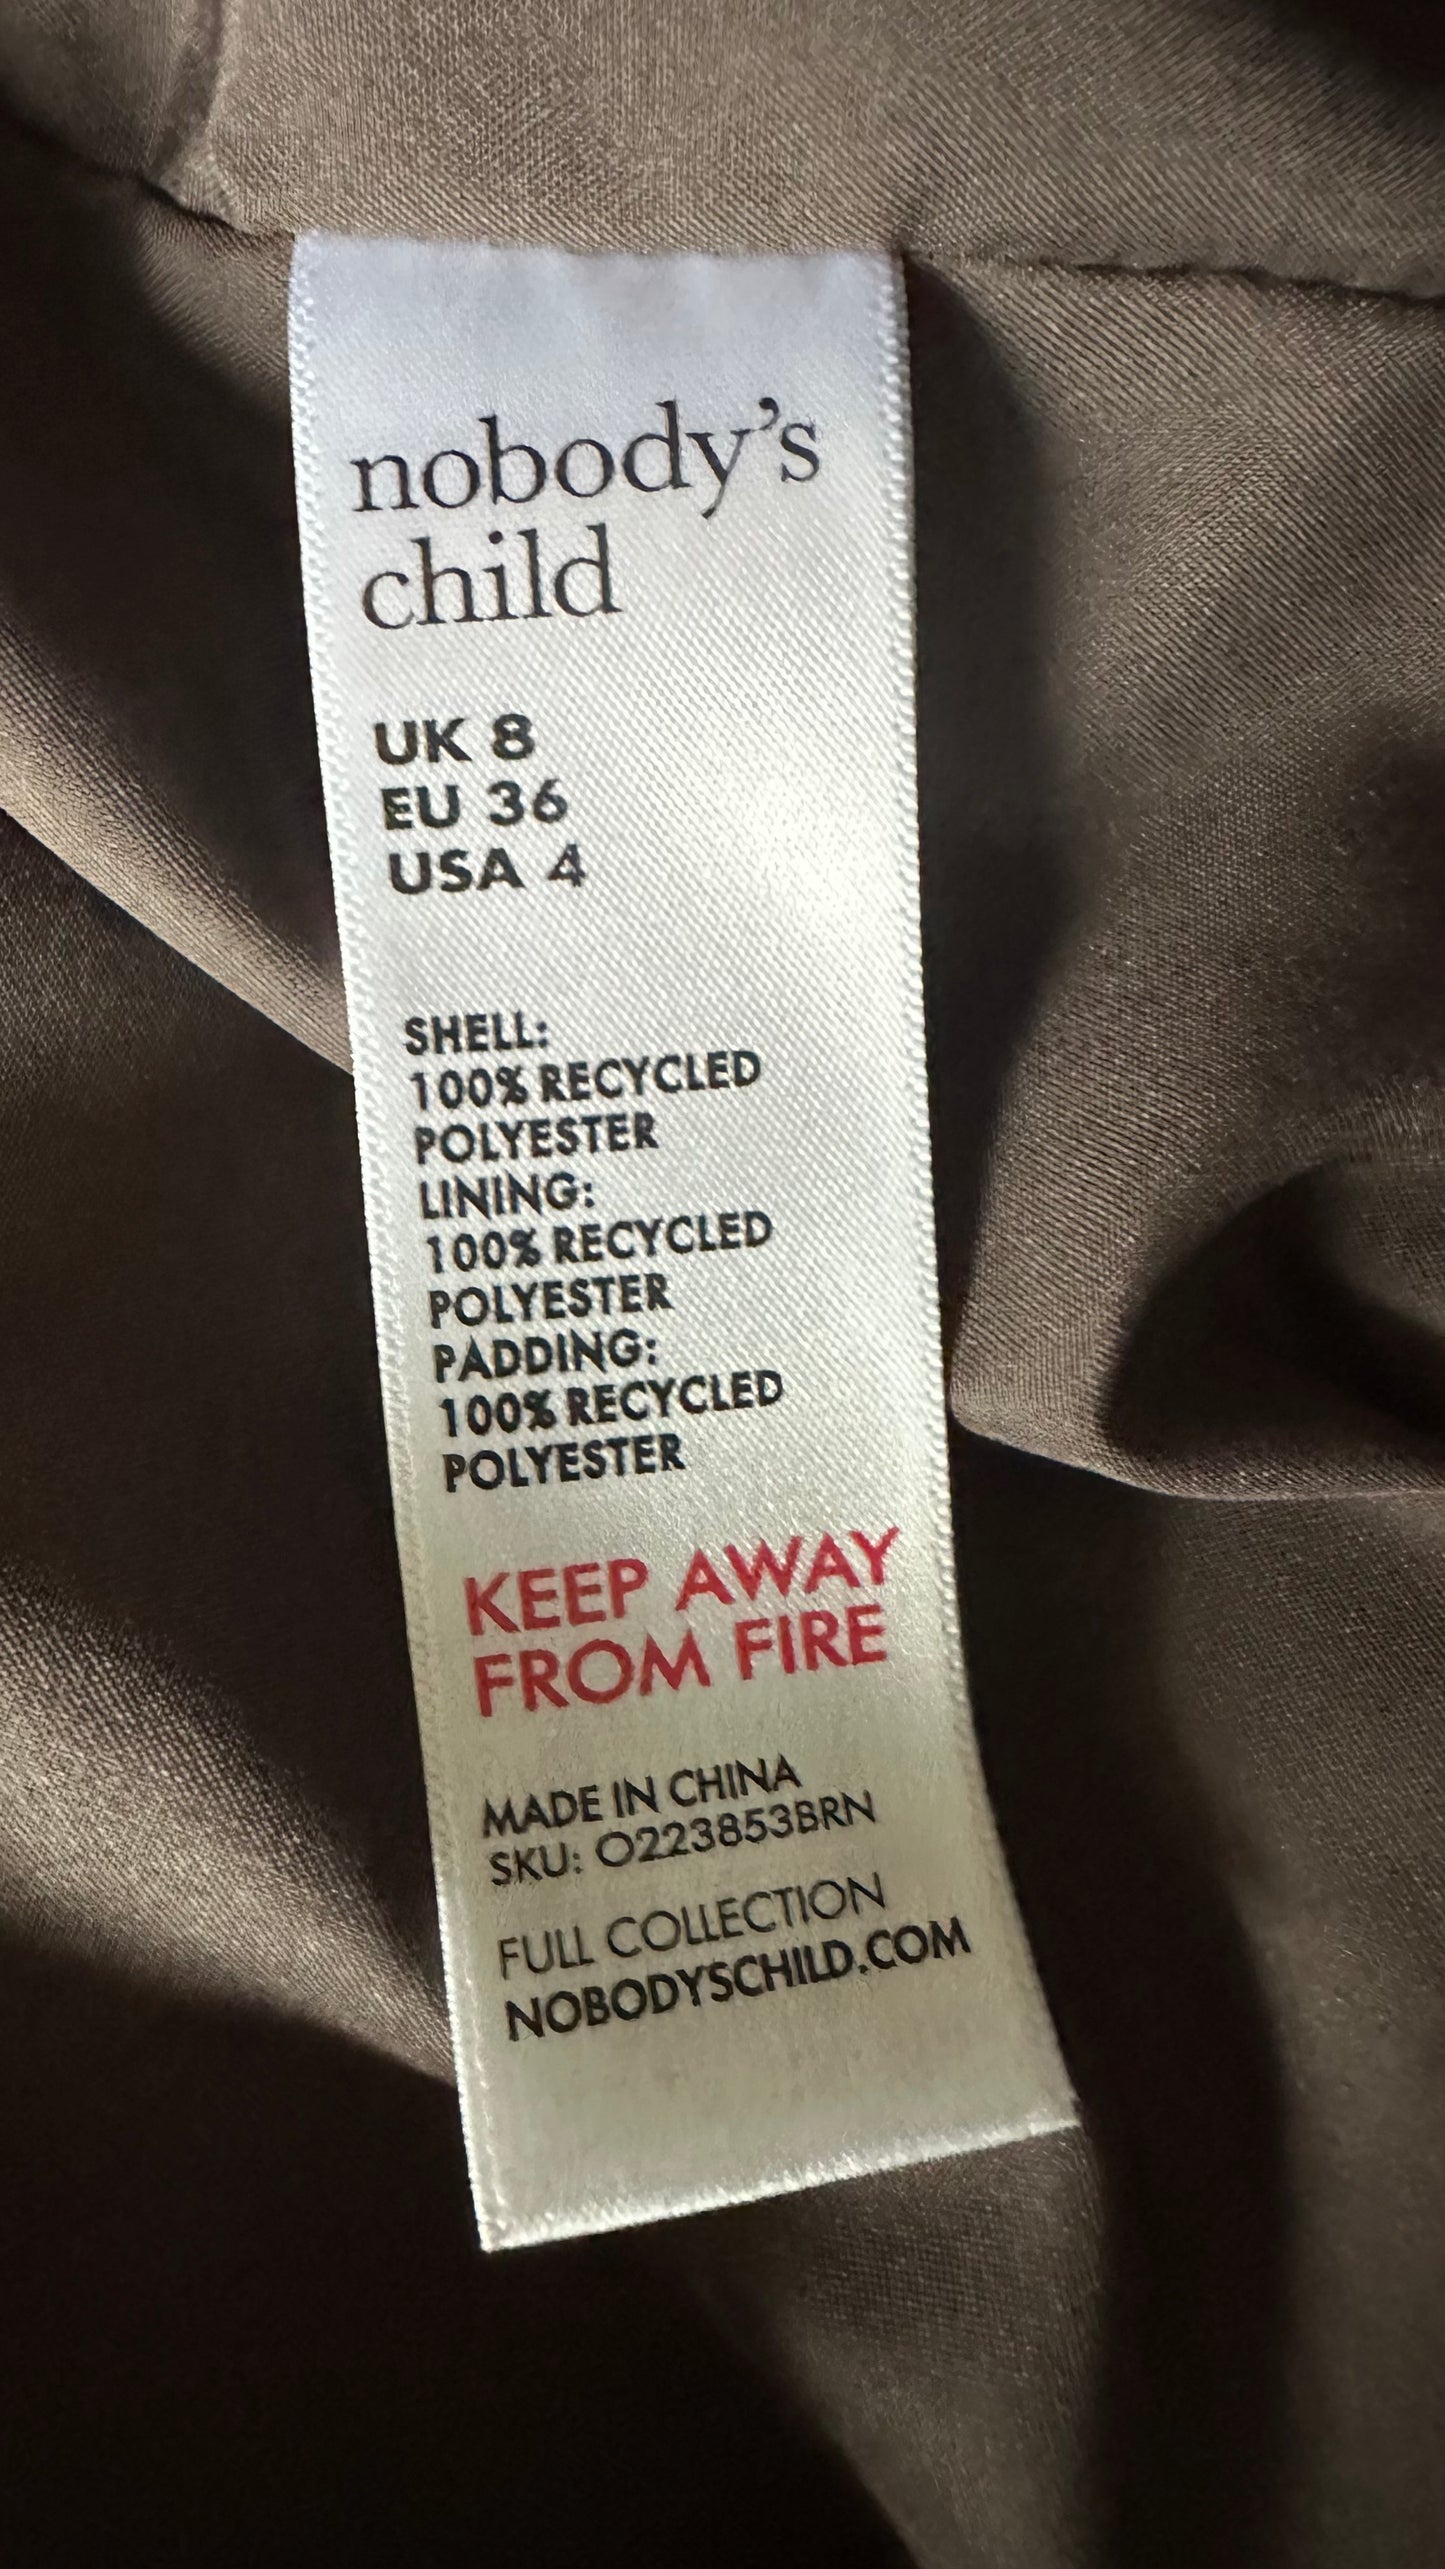 nobody's
child
UK 8
EU 36
USA 4
SHELL:
100% RECYCLED
POLYESTER
LINING:
100% RECYCLED
POLYESTER
PADDING:
100% RECYCLED
POLYESTER
KEEP AWAY
FROM FIRE
MADE IN CHINA
SKU: O223853BRN
FULL COLLECTION
NOBODYSCHILD.COM